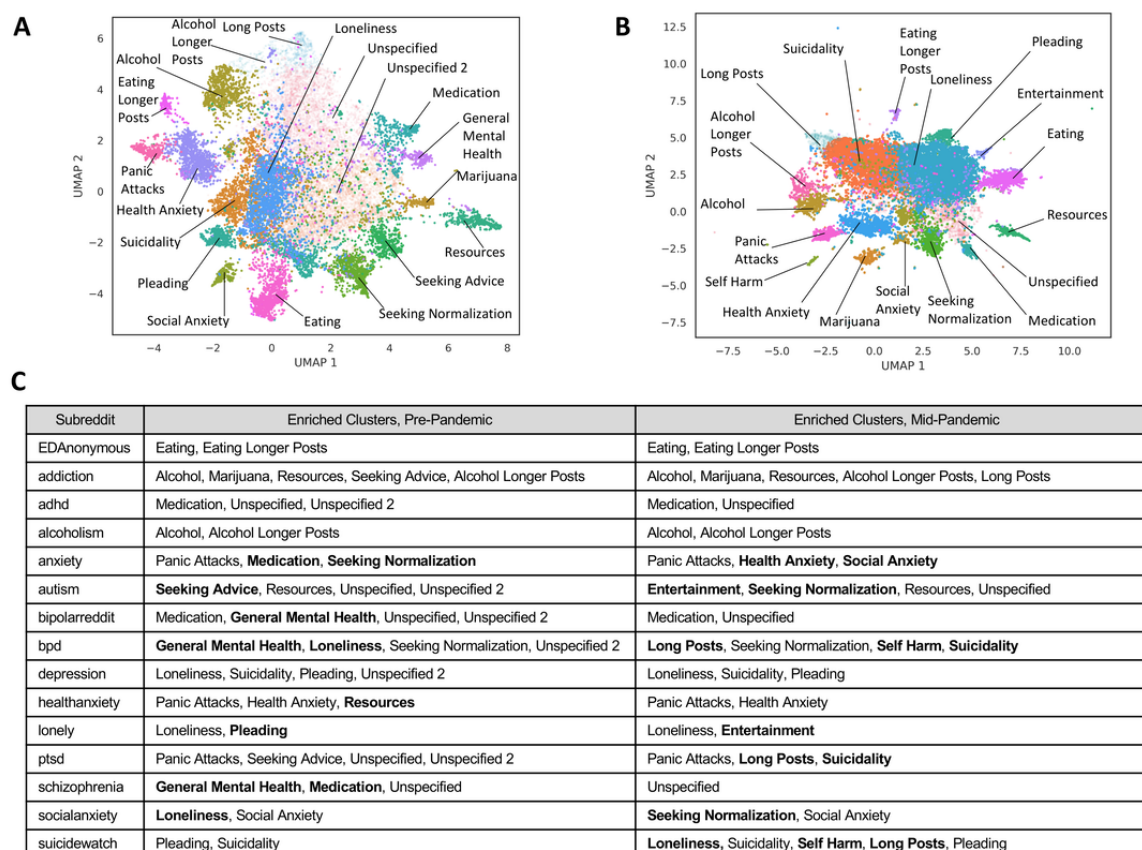 A
Alcohol
Longer
Posts
Long Posts
Loneliness
Unspecified
Unspecified 2
Alcohol
Eating
Longer
Posts
Medication
General
Mental
Health
Panic
Attacks
Marijuana
Health Anxiety
Suicidality
Resources
Pleading
Seeking Advice
Social Anxiety
Eating
Seeking Normalization
6
4
2
0
−2
−4
UMAP 2
−4 −2 0 2 4 6 8
UMAP 1
B
Suicidality
Eating
Longer
Posts
Pleading
Long Posts
Loneliness
Entertainment
Alcohol
Longer
Posts
Eating
Alcohol
Resources
Panic
Attacks
Self Harm
Unspecified
Health Anxiety
Marijuana
Social
Anxiety
Seeking
Normalization
Medication
12.5
10.0
7.5
5.0
2.5
0.0
−2.5
−5.0
−7.5
UMAP 2
−7.5 −5.0 −2.5 0.0 2.5 5.0 7.5 10.0
UMAP 1
C
Subreddit Enriched Clusters, Pre-Pandemic Enriched Clusters, Mid-Pandemic
EDAnonymous Eating, Eating Longer Posts Eating, Eating Longer Posts
addiction Alcohol, Marijuana, Resources, Seeking Advice, Alcohol Longer Posts Alcohol, Marijuana, Resources, Alcohol Longer Posts, Long Posts
adhd Medication, Unspecified, Unspecified 2 Medication, Unspecified
alcoholism Alcohol, Alcohol Longer Posts Alcohol, Alcohol Longer Posts
anxiety Panic Attacks, Medication, Seeking Normalization Panic Attacks, Health Anxiety, Social Anxiety
autism Seeking Advice, Resources, Unspecified, Unspecified 2 Entertainment, Seeking Normalization, Resources, Unspecified
bipolarreddit Medication, General Mental Health, Unspecified, Unspecified 2 Medication, Unspecified
bpd General Mental Health, Loneliness, Seeking Normalization, Unspecified 2 Long Posts, Seeking Normalization, Self Harm, Suicidality
depression Loneliness, Suicidality, Pleading, Unspecified 2 Loneliness, Suicidality, Pleading
healthanxiety Panic Attacks, Health Anxiety, Resources Panic Attacks, Health Anxiety
lonely Loneliness, Pleading Loneliness, Entertainment
ptsd Panic Attacks, Seeking Advice, Unspecified, Unspecified 2 Panic Attacks, Long Posts, Suicidality
schizophrenia General Mental Health, Medication, Unspecified Unspecified
socialanxiety Loneliness, Social Anxiety Seeking Normalization, Social Anxiety
suicidewatch Pleading, Suicidality Loneliness, Suicidality, Self Harm, Long Posts, Pleading